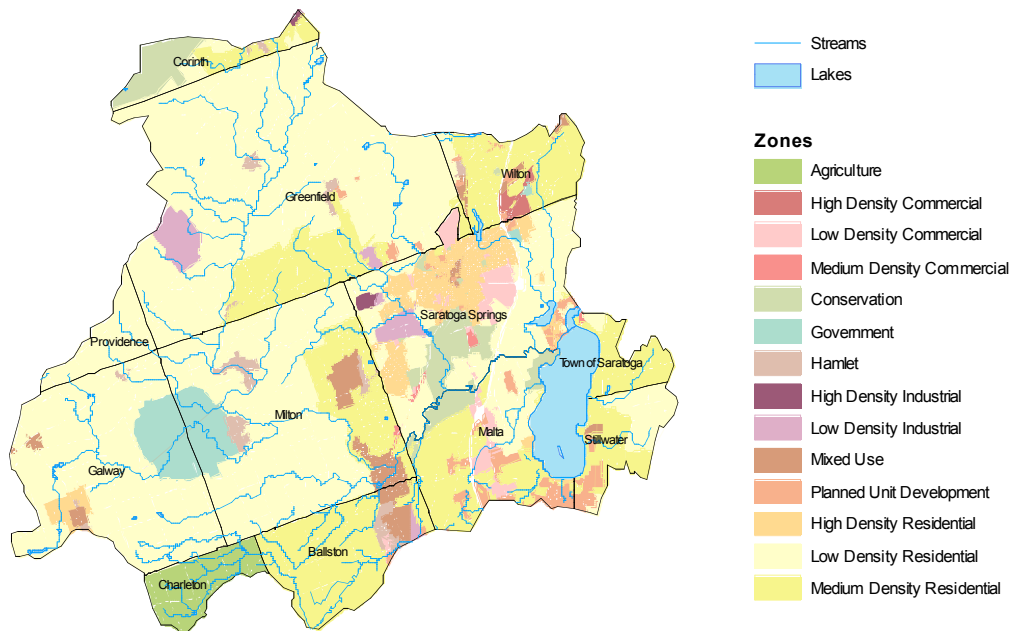 Corinth
Wilton
Greenfield
Saratoga Springs
Providence
Town of Saratoga
Milton
Malta
Stillwater
Galway
Ballston
Charleton
Streams
Lakes
Zones
Agriculture
High Density Commercial
Low Density Commercial
Medium Density Commercial
Conservation
Government
Hamlet
High Density Industrial
Low Density Industrial
Mixed Use
Planned Unit Development
High Density Residential
Low Density Residential
Medium Density Residential